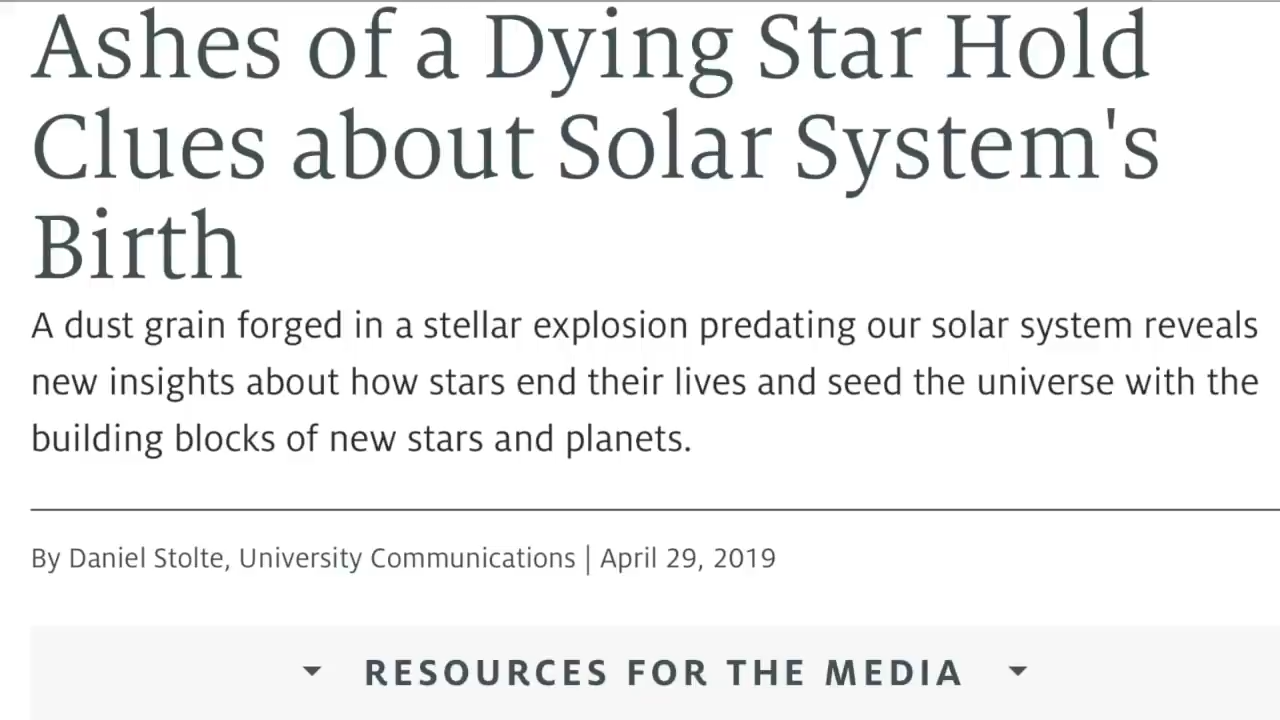 Ashes of a Dying Star Hold
Clues about Solar System's
Birth
A dust grain forged in a stellar explosion predating our solar system reveals
new insights about how stars end their lives and seed the universe with the
building blocks of new stars and planets.
By Daniel Stolte, University Communications | April 29, 2019
RESOURCES FOR THE MEDIA